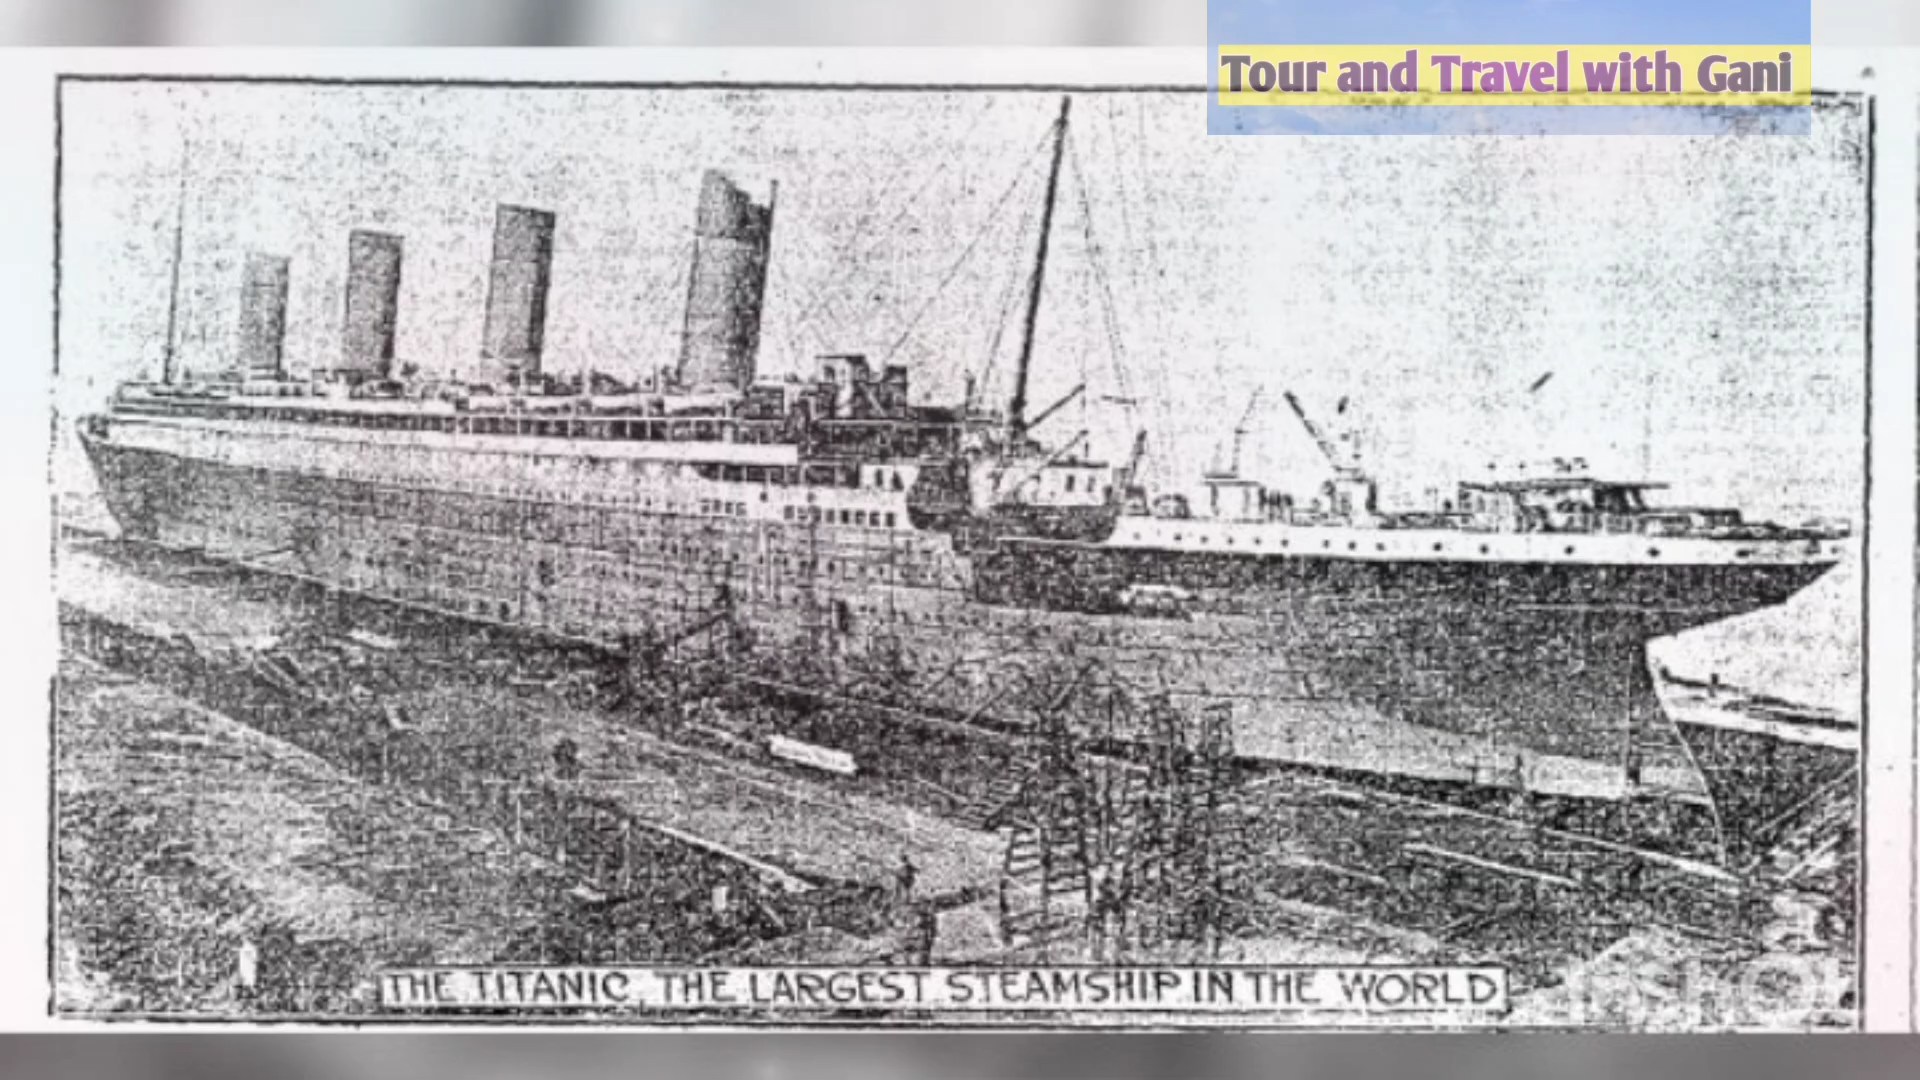 Tour and Travel with Gani
THE TITANIC, THE LARGEST STEAMSHIP IN THE WORLD